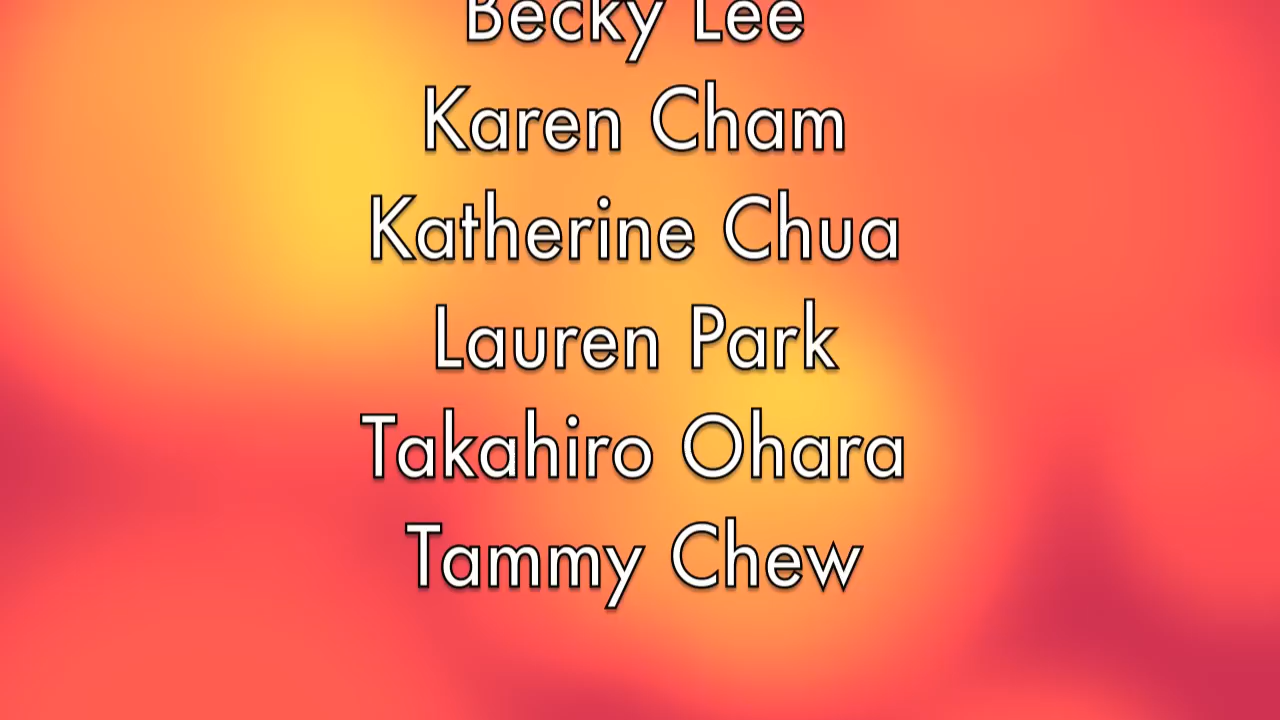 Becky Lee
Karen Cham
Katherine Chua
Lauren Park
Takahiro Ohara
Tammy Chew